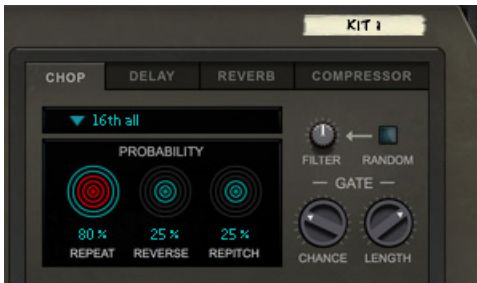 KIT 1
CHOP DELAY REVERB COMPRESSOR
16th all
PROBABILITY
FILTER RANDOM
GATE
80 % 25 % 25 %
REPEAT REVERSE REPITCH
CHANCE LENGTH